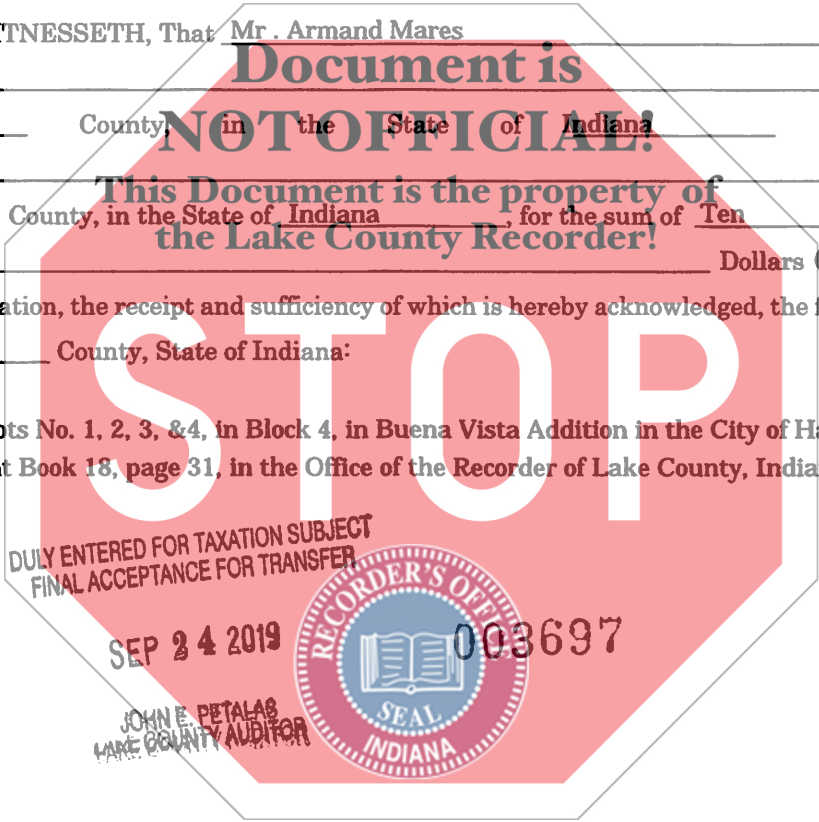 TNESSETH, That Mr. Armand Mares
Document is
County, in the State of Indiana
NOT OFFICIAL!
This Document is the property of
County, in the State of Indiana, for the sum of Ten
the Lake County Recorder!
Dollars (
ation, the receipt and sufficiency of which is hereby acknowledged, the f
STOP
County, State of Indiana:
ots No. 1, 2, 3, &4, in Block 4, in Buena Vista Addition in the City of Ha
t Book 18, page 31, in the Office of the Recorder of Lake County, India
DULY ENTERED FOR TAXATION SUBJECT
FINAL ACCEPTANCE FOR TRANSFER
SEP 24 2019
003697
JOHN E. PETALAS
LAKE COUNTY AUDITOR
RECORDER'S OFFICE
SEAL
INDIANA